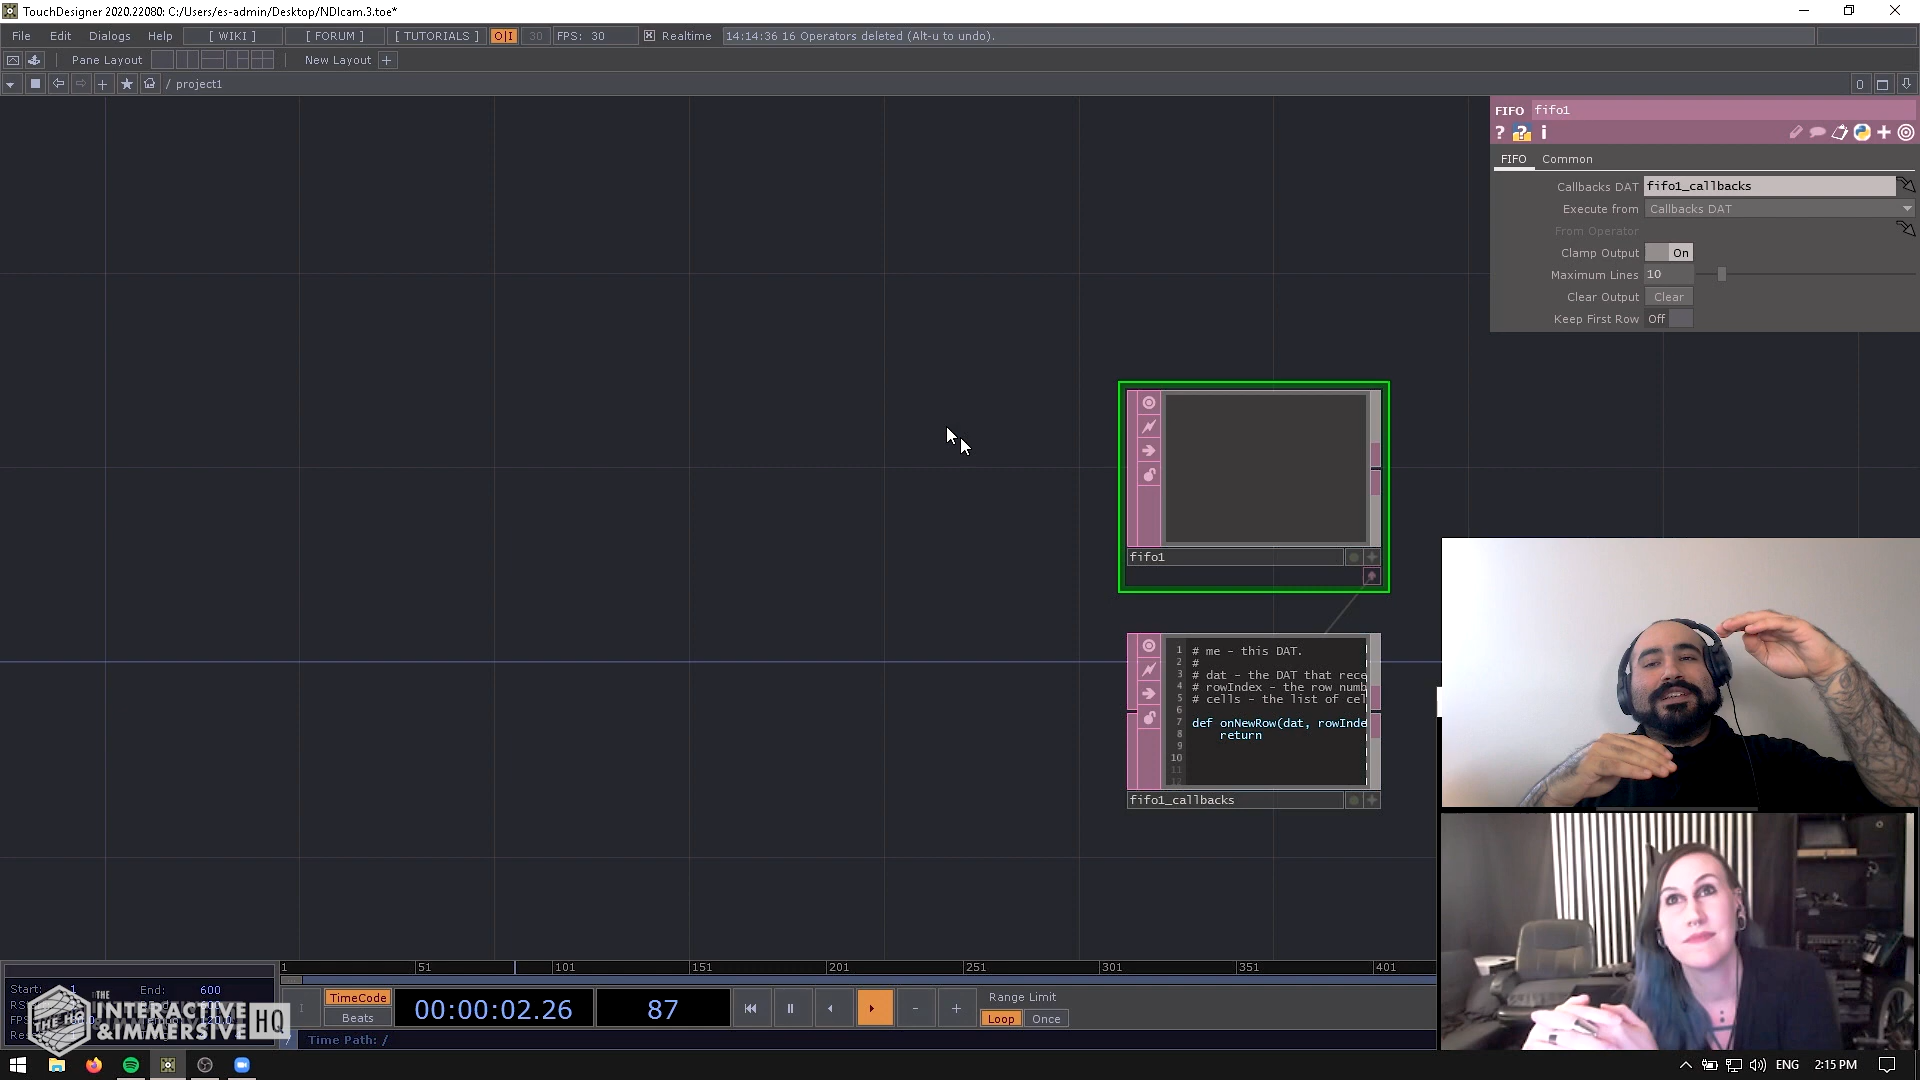 TouchDesigner 2020.22080: C:/Users/es-admin/Desktop/NDIcam.3.toe*
File Edit Dialogs Help [ WIKI ] [ FORUM ] [ TUTORIALS ] O|I 30 FPS: 30 Realtime 14:14:36 16 Operators deleted (Alt-u to undo).
Pane Layout New Layout +
/ project1 0
FIFO fifo1
? ? i
FIFO Common
Callbacks DAT fifo1_callbacks
Execute from Callbacks DAT
From Operator
Clamp Output On
Maximum Lines 10
Clear Output Clear
Keep First Row Off
fifo1
1 # me - this DAT.
2 #
3 # dat - the DAT that rece
4 # rowIndex - the row numb
5 # cells - the list of cel
6
7 def onNewRow(dat, rowInde
8 return
9
10
11
12
fifo1_callbacks
1 51 101 151 201 251 301 351 401
Start: 1 End: 600
TimeCode
Beats
00:00:02.26 87
Range Limit
Loop Once
THE HQ
THE
INTERACTIVE
& IMMERSIVE HQ
/ Time Path: /
ENG 2:15 PM